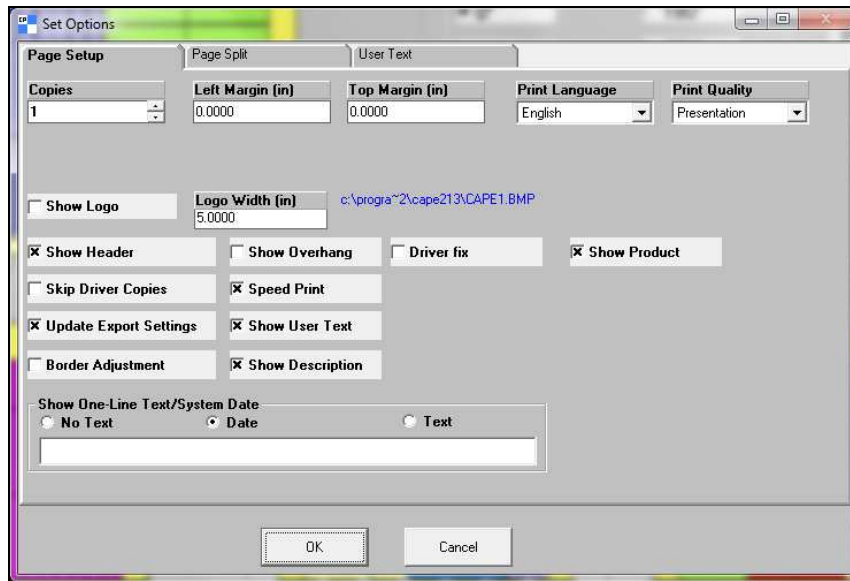 CP Set Options
Page Setup Page Split User Text
Copies Left Margin (in) Top Margin (in) Print Language Print Quality
1 0.0000 0.0000 English Presentation
Show Logo Logo Width (in) c:\progra~2\cape213\CAPE1.BMP
5.0000
Show Header Show Overhang Driver fix Show Product
Skip Driver Copies Speed Print
Update Export Settings Show User Text
Border Adjustment Show Description
Show One-Line Text/System Date
No Text Date Text
OK Cancel